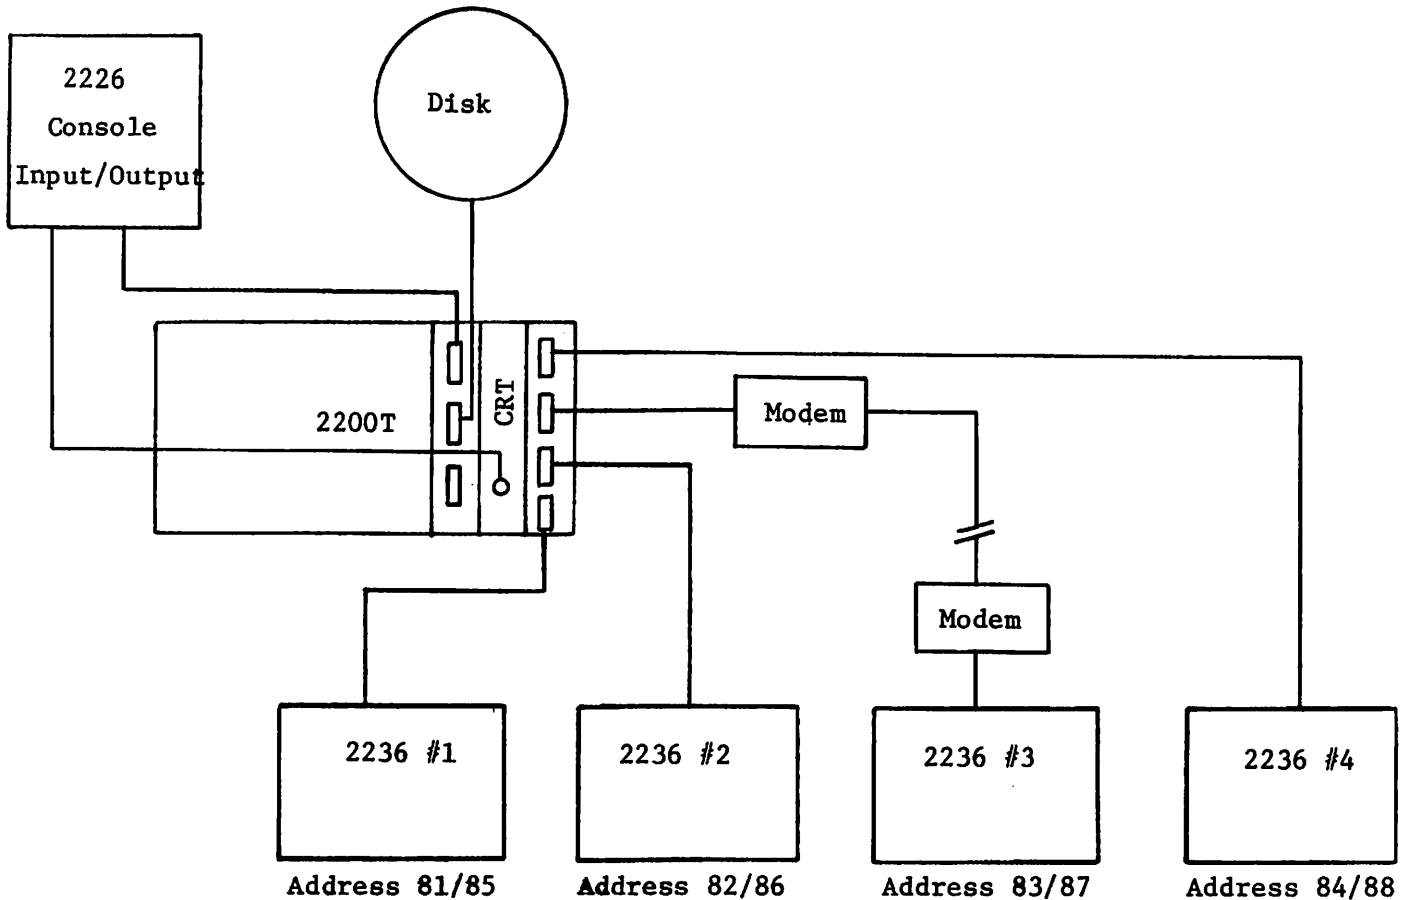 2226
Console
Input/Output
Disk
2200T
CRT
Modem
Modem
2236 #1
2236 #2
2236 #3
2236 #4
Address 81/85
Address 82/86
Address 83/87
Address 84/88